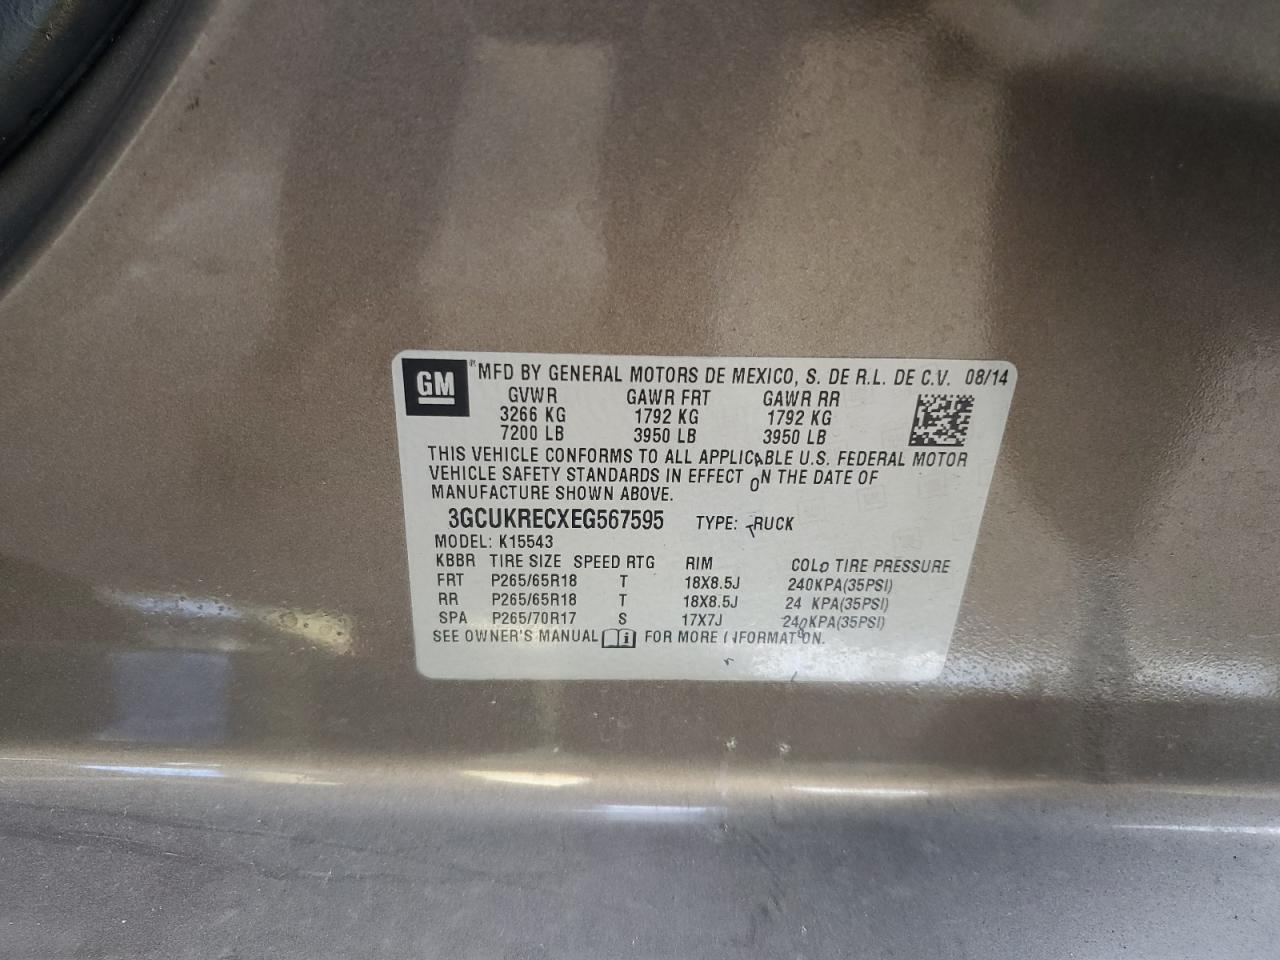 GM ® MFD BY GENERAL MOTORS DE MEXICO, S. DE R.L. DE C.V. 08/14
GVWR GAWR FRT GAWR RR
3266 KG 1792 KG 1792 KG
7200 LB 3950 LB 3950 LB
THIS VEHICLE CONFORMS TO ALL APPLICABLE U.S. FEDERAL MOTOR
VEHICLE SAFETY STANDARDS IN EFFECT ON THE DATE OF
MANUFACTURE SHOWN ABOVE.
3GCUKRECXEG567595 TYPE: TRUCK
MODEL: K15543
KBBR TIRE SIZE SPEED RTG RIM COLD TIRE PRESSURE
FRT P265/65R18 T 18X8.5J 240KPA(35PSI)
RR P265/65R18 T 18X8.5J 24 KPA(35PSI)
SPA P265/70R17 S 17X7J 240KPA(35PSI)
SEE OWNER'S MANUAL i FOR MORE INFORMATION.